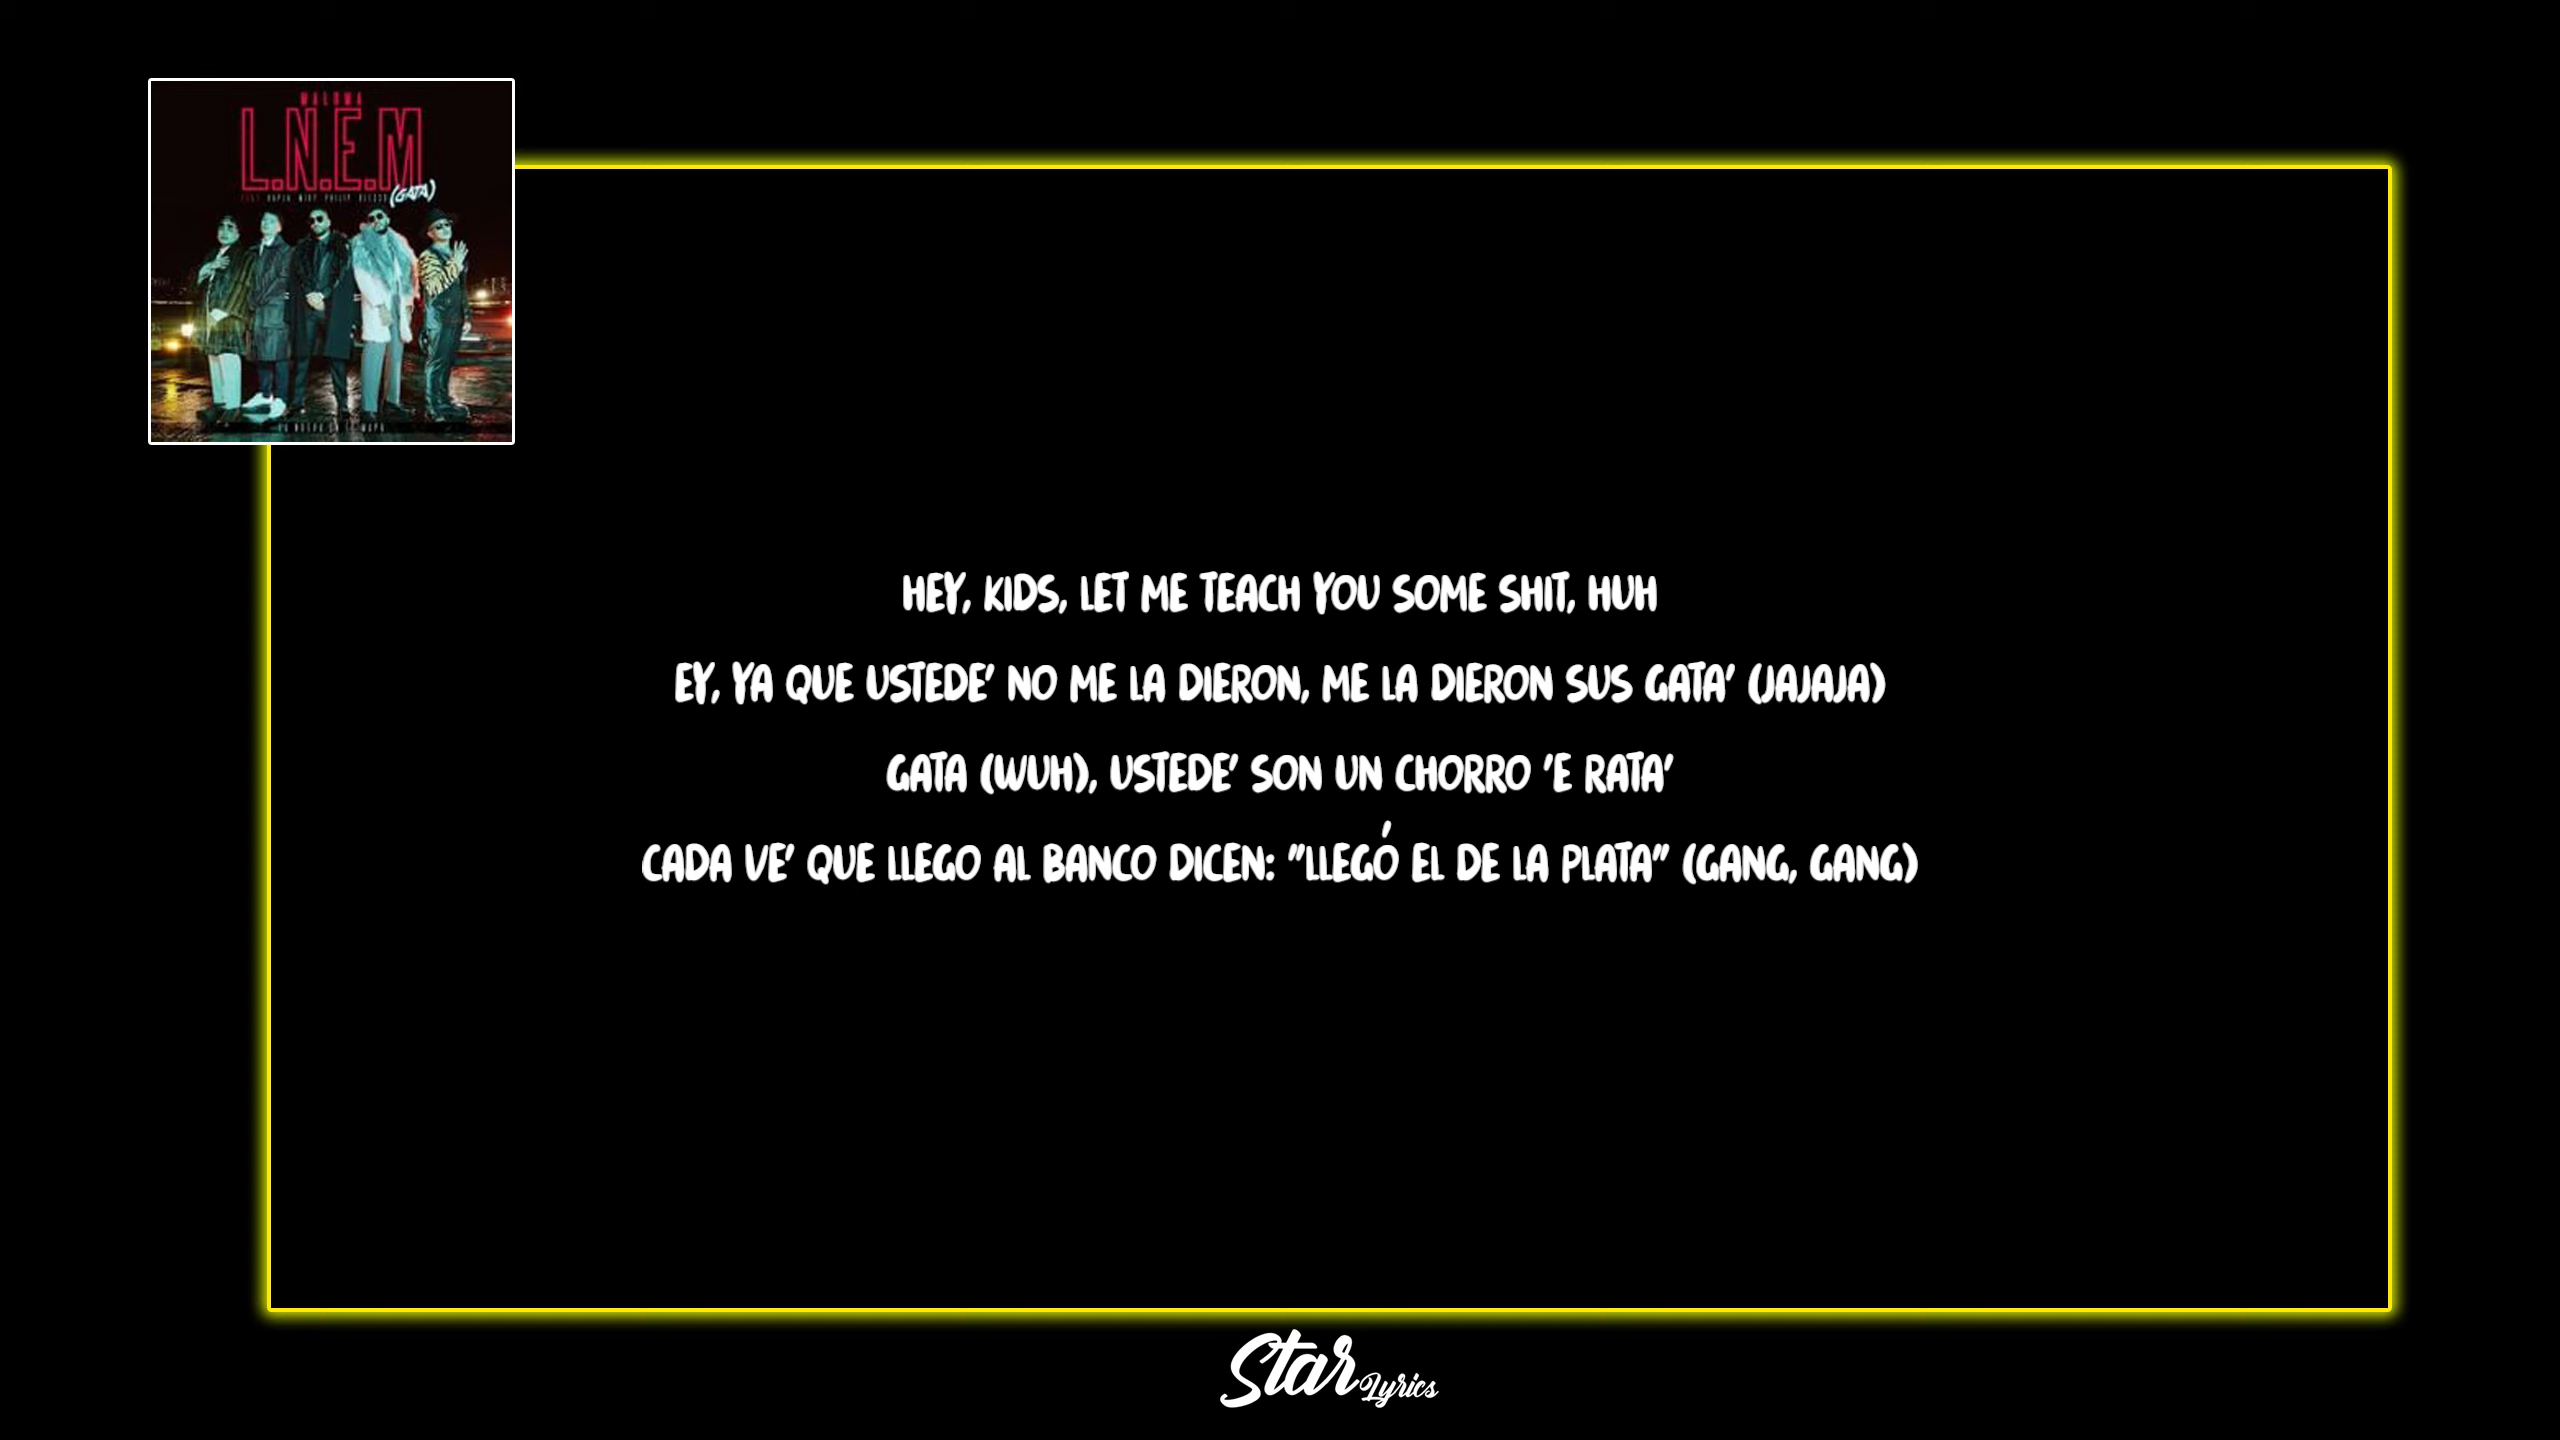 MALUMA
L.N.E.M
(GATA)
HEY, KIDS, LET ME TEACH YOU SOME SHIT, HUH
EY, YA QUE USTEDE' NO ME LA DIERON, ME LA DIERON SUS GATA' (JAJAJA)
GATA (WUH), USTEDE' SON UN CHORRO 'E RATA'
CADA VE' QUE LLEGO AL BANCO DICEN: "LLEGÓ EL DE LA PLATA" (GANG, GANG)
Star Lyrics